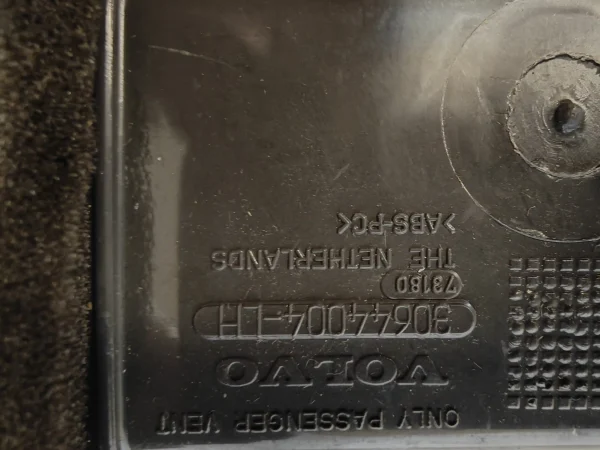 ONLY PASSENGER VENT
VOLVO
30644004-LH
73180
THE NETHERLANDS
>ABS-PC<